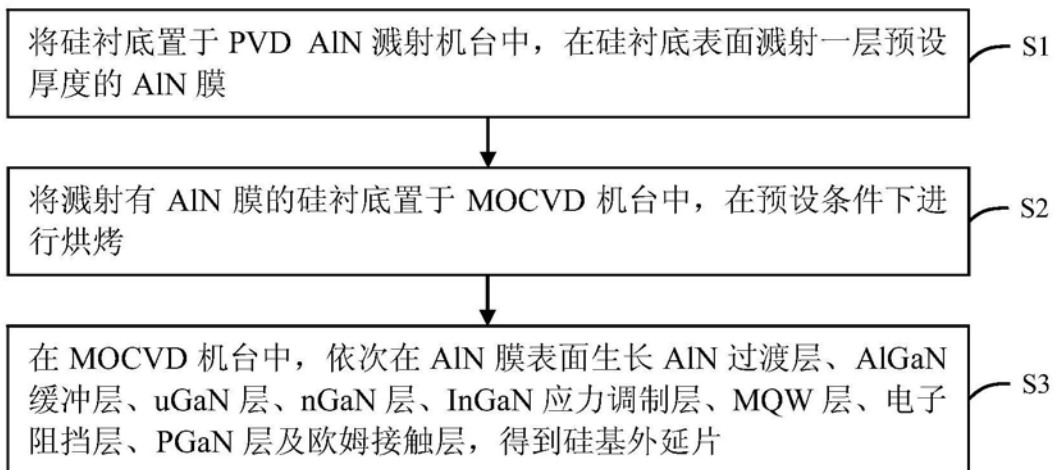 将硅衬底置于 PVD AlN 溅射机台中，在硅衬底表面溅射一层预设
厚度的 AlN 膜
S1
将溅射有 AlN 膜的硅衬底置于 MOCVD 机台中，在预设条件下进
行烘烤
S2
在 MOCVD 机台中，依次在 AlN 膜表面生长 AlN 过渡层、AlGaN
缓冲层、uGaN 层、nGaN 层、InGaN 应力调制层、MQW 层、电子
阻挡层、PGaN 层及欧姆接触层，得到硅基外延片
S3